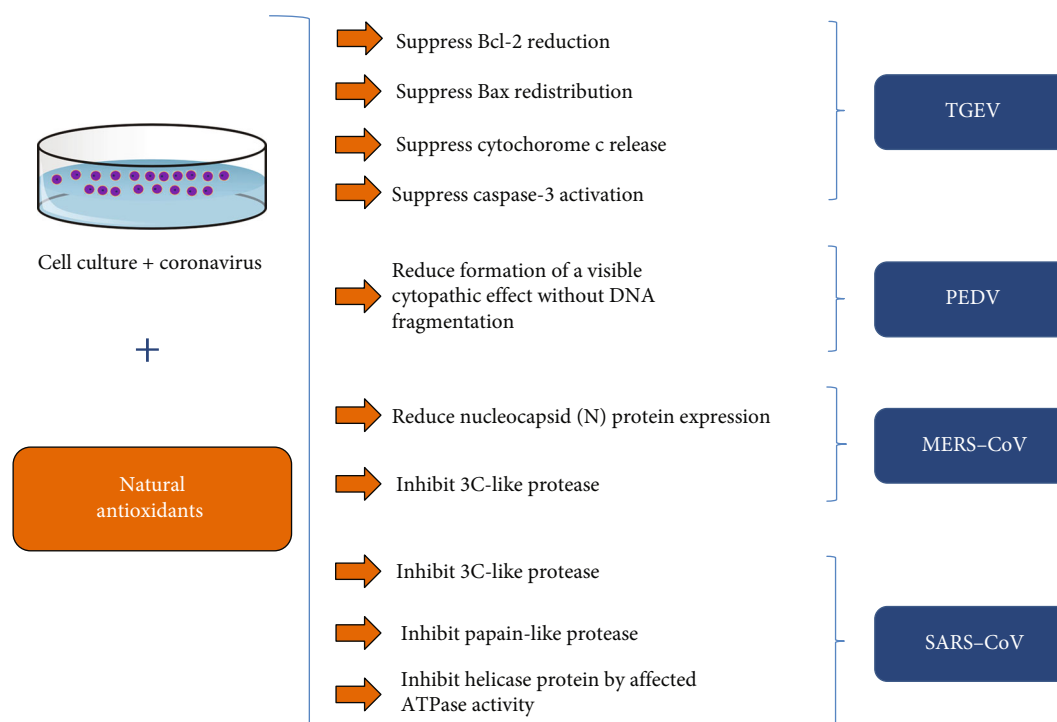 Suppress Bcl-2 reduction
Suppress Bax redistribution
Suppress cytochorome c release
Suppress caspase-3 activation
TGEV
Cell culture + coronavirus
+
Natural
antioxidants
Reduce formation of a visible
cytopathic effect without DNA
fragmentation
PEDV
Reduce nucleocapsid (N) protein expression
Inhibit 3C-like protease
MERS–CoV
Inhibit 3C-like protease
Inhibit papain-like protease
Inhibit helicase protein by affected
ATPase activity
SARS–CoV